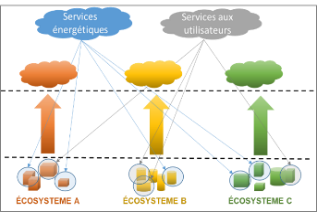 Services
énergétiques
Services aux
utilisateurs
ÉCOSYSTEME A
ÉCOSYSTEME B
ÉCOSYSTEME C